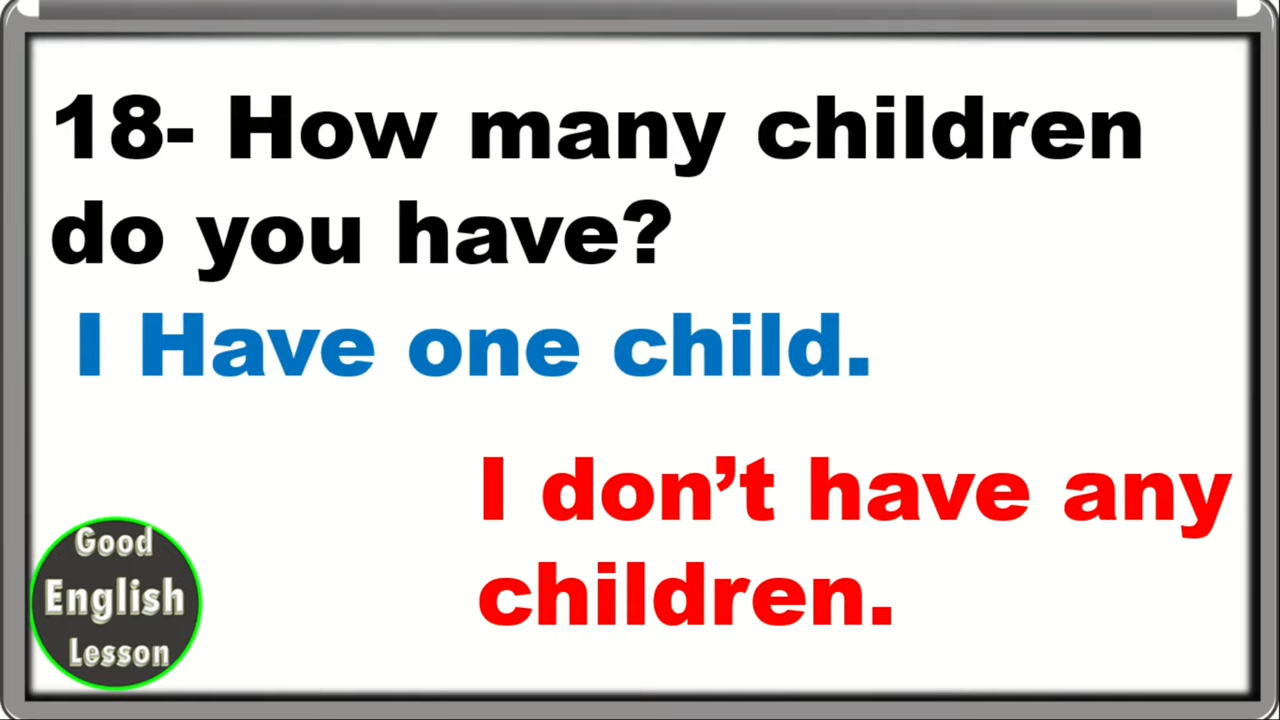 18- How many children
do you have?
I Have one child.
I don’t have any
children.
Good
English
Lesson